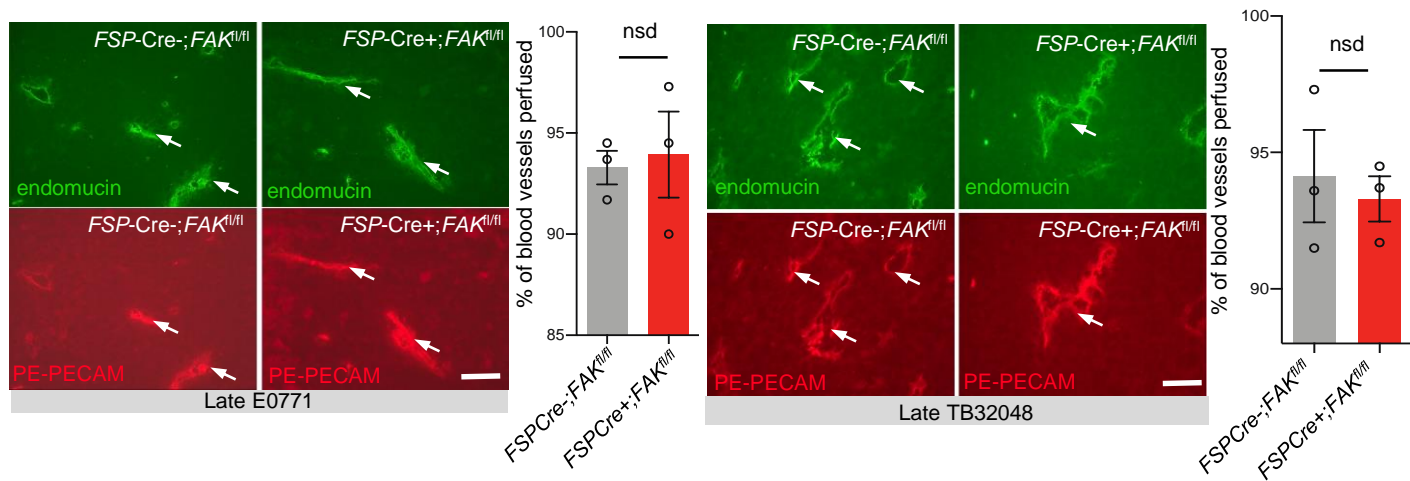 FSP-Cre-;FAKfl/fl
FSP-Cre+;FAKfl/fl
endomucin
endomucin
FSP-Cre-;FAKfl/fl
FSP-Cre+;FAKfl/fl
PE-PECAM
PE-PECAM
Late E0771
% of blood vessels perfused
100
95
90
85
nsd
FSPCre-;FAKfl/fl
FSPCre+;FAKfl/fl
FSP-Cre-;FAKfl/fl
FSP-Cre+;FAKfl/fl
endomucin
endomucin
FSP-Cre-;FAKfl/fl
FSP-Cre+;FAKfl/fl
PE-PECAM
PE-PECAM
Late TB32048
% of blood vessels perfused
100
95
90
nsd
FSPCre-;FAKfl/fl
FSPCre+;FAKfl/fl